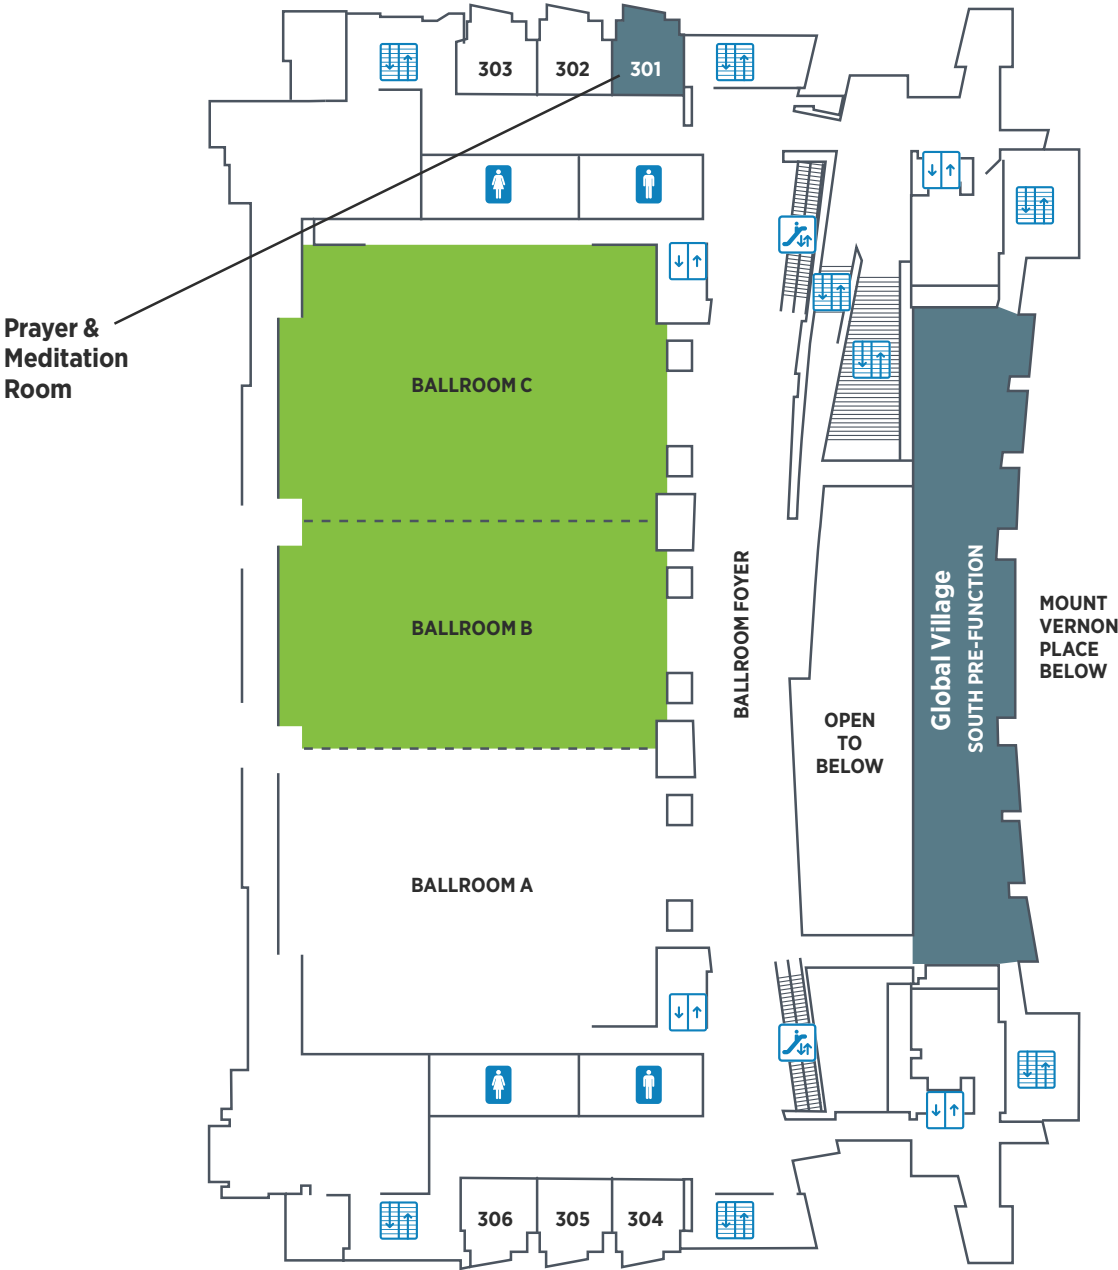 303
302
301
Prayer &
Meditation
Room
BALLROOM C
BALLROOM B
BALLROOM A
BALLROOM FOYER
OPEN
TO
BELOW
Global Village
SOUTH PRE-FUNCTION
MOUNT
VERNON
PLACE
BELOW
306
305
304